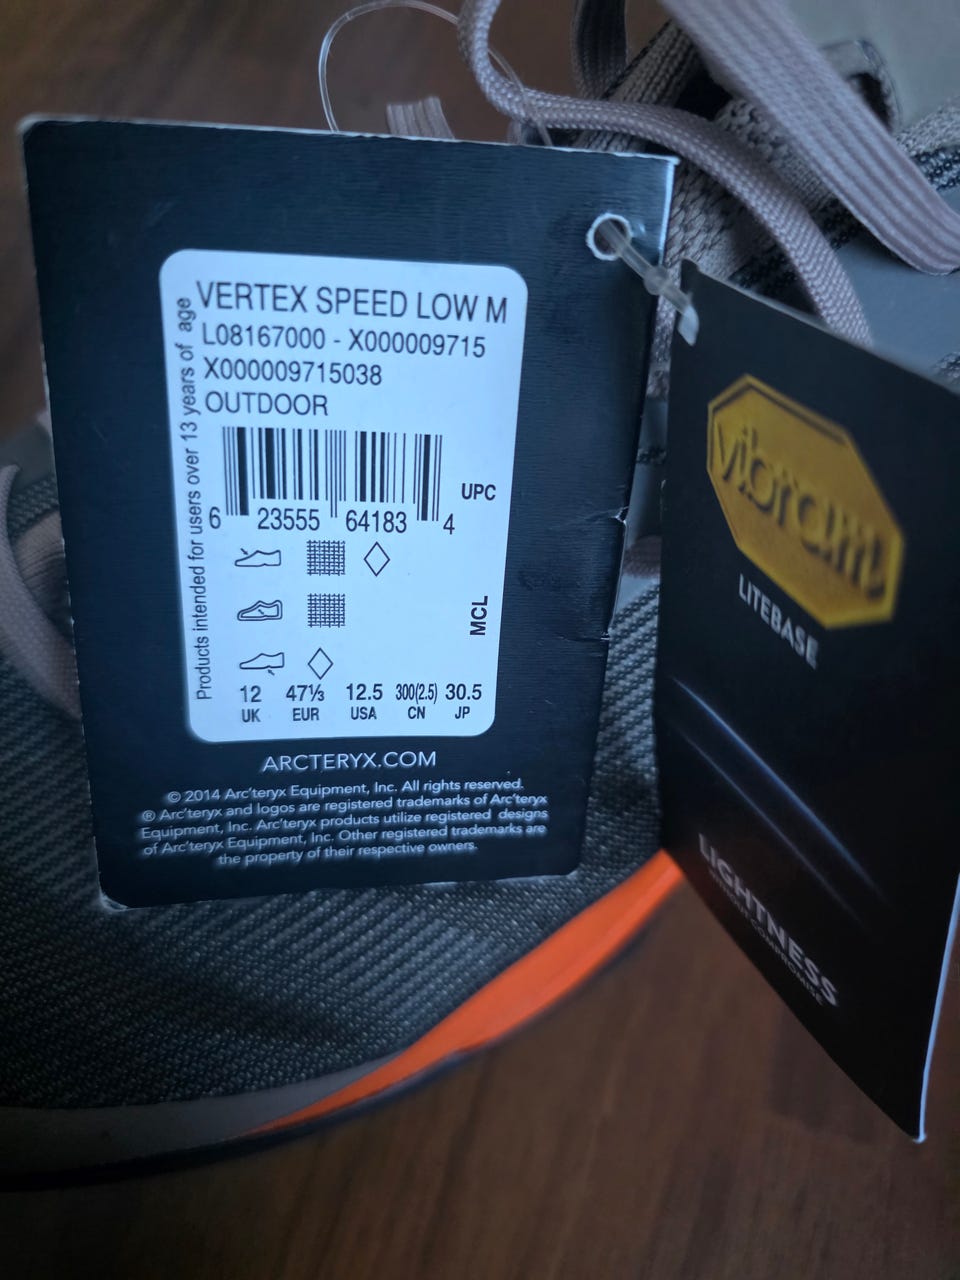 VERTEX SPEED LOW M
L08167000 - X000009715
X000009715038
OUTDOOR
Products intended for users over 13 years of age
6 23555 64183 4
UPC
MCL
12 47⅓ 12.5 300(2.5) 30.5
UK EUR USA CN JP
ARCTERYX.COM
© 2014 Arc'teryx Equipment, Inc. All rights reserved.
® Arc'teryx and logos are registered trademarks of Arc'teryx
Equipment, Inc. Arc'teryx products utilize registered designs
of Arc'teryx Equipment, Inc. Other registered trademarks are
the property of their respective owners.
vibram
LITEBASE
LIGHTNESS
WITHOUT COMPROMISE